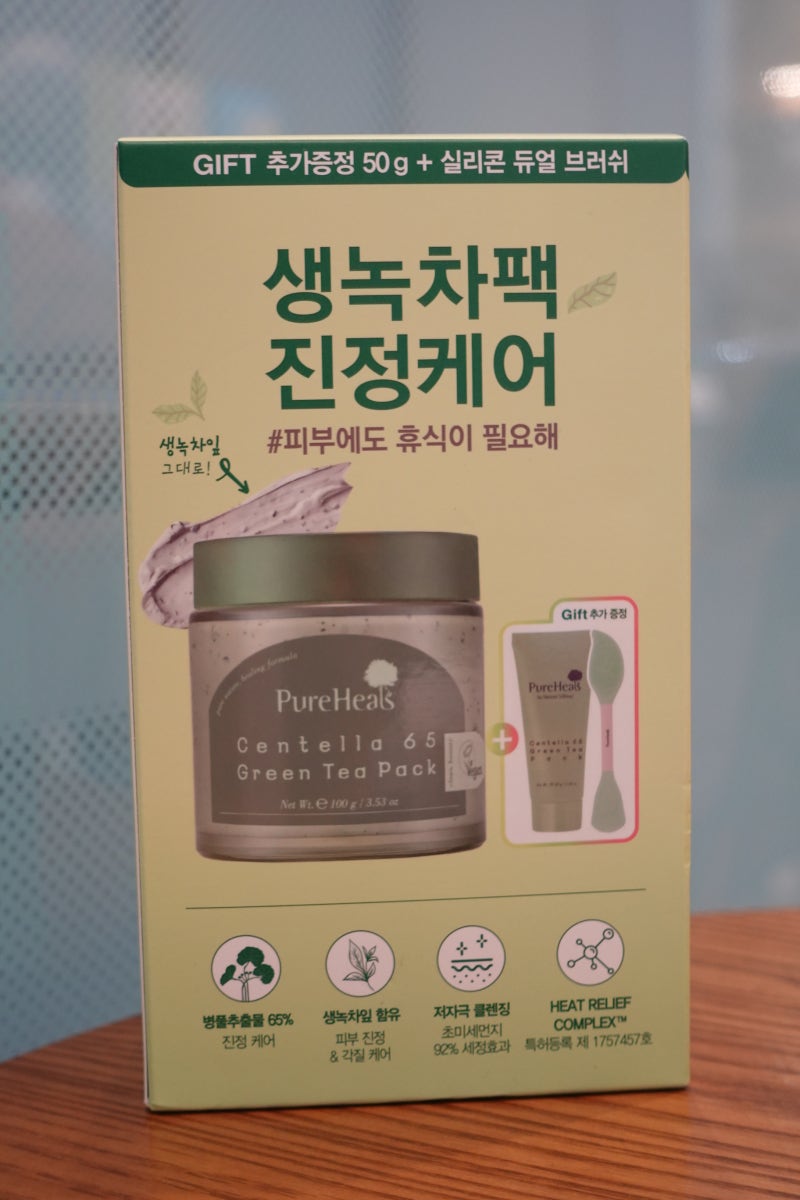 GIFT 추가증정 50g + 실리콘 듀얼 브러쉬
생녹차팩
진정케어
#피부에도 휴식이 필요해
생녹차잎
그대로!
PureHeals
Centella 65
Green Tea Pack
Vegan
Net Wt. ℮ 100 g / 3.53 oz
Gift 추가 증정
PureHeals
Centella 65
Green Tea
Pack
+
병풀추출물 65%
진정 케어
생녹차잎 함유
피부 진정
& 각질 케어
저자극 클렌징
초미세먼지
92% 세정효과
HEAT RELIEF
COMPLEX™
특허등록 제 1757457호